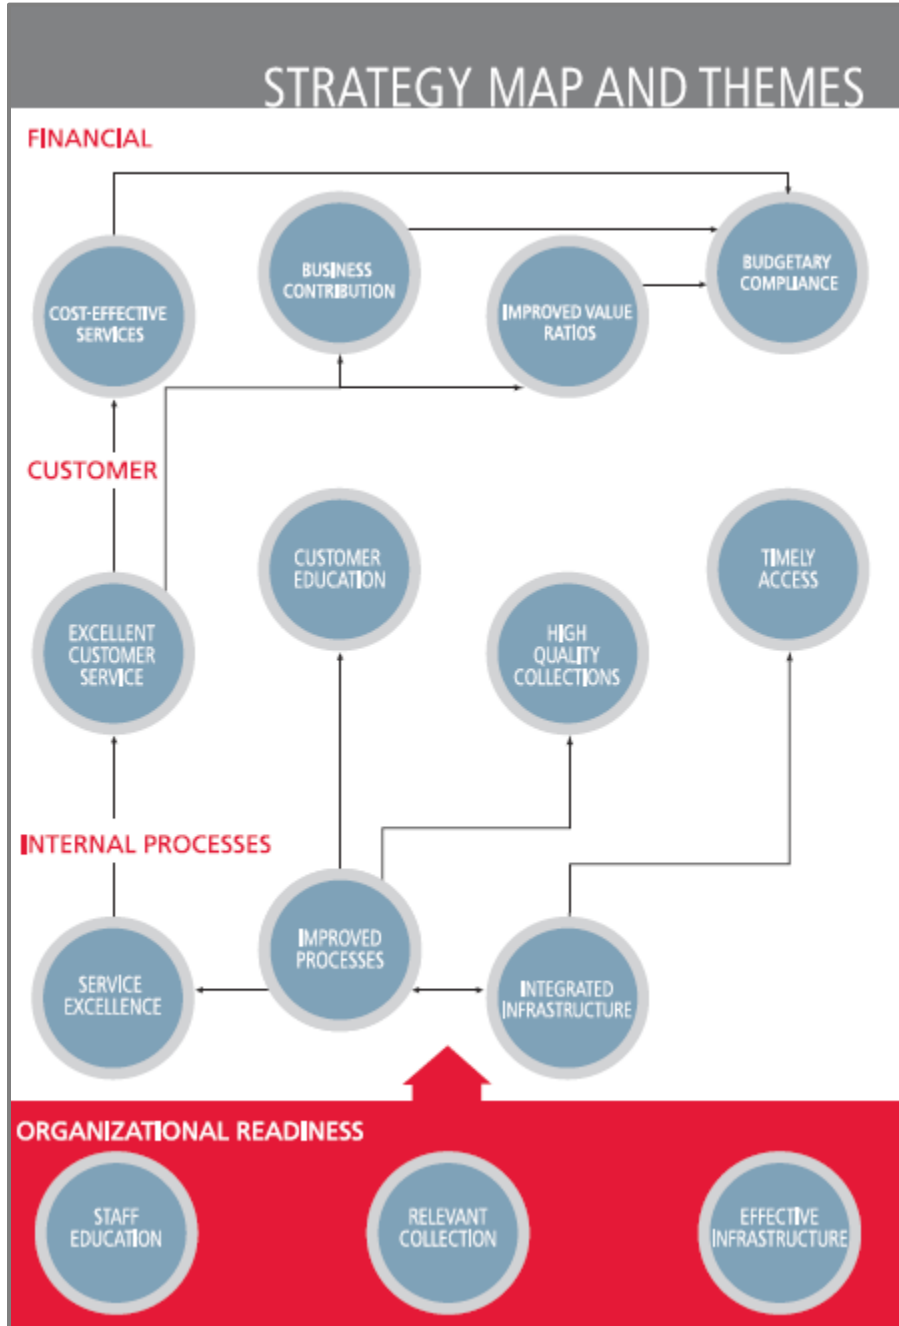 STRATEGY MAP AND THEMES
FINANCIAL
COST-EFFECTIVE
SERVICES
BUSINESS
CONTRIBUTION
IMPROVED VALUE
RATIOS
BUDGETARY
COMPLIANCE
CUSTOMER
EXCELLENT
CUSTOMER
SERVICE
CUSTOMER
EDUCATION
HIGH
QUALITY
COLLECTIONS
TIMELY
ACCESS
INTERNAL PROCESSES
SERVICE
EXCELLENCE
IMPROVED
PROCESSES
INTEGRATED
INFRASTRUCTURE
ORGANIZATIONAL READINESS
STAFF
EDUCATION
RELEVANT
COLLECTION
EFFECTIVE
INFRASTRUCTURE